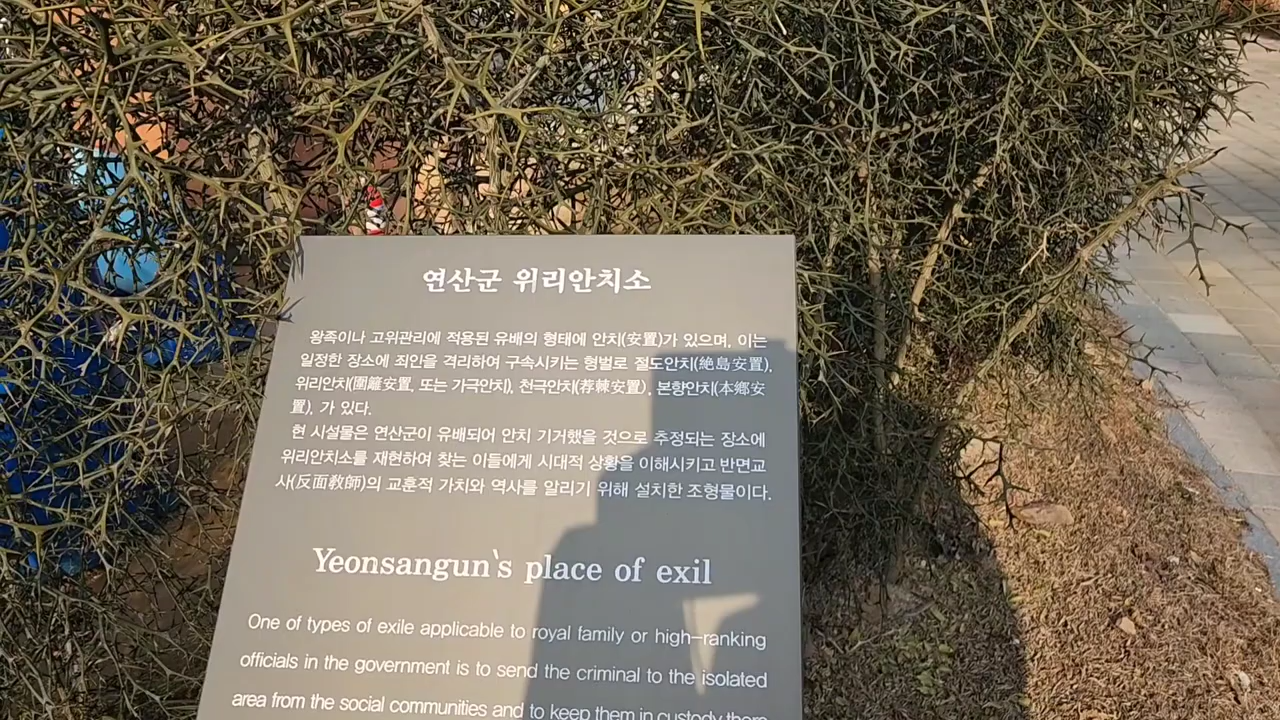 연산군 위리안치소
왕족이나 고위관리에 적용된 유배의 형태에 안치(安置)가 있으며, 이는
일정한 장소에 죄인을 격리하여 구속시키는 형벌로 절도안치(絶島安置),
위리안치(圍籬安置, 또는 가극안치), 천극안치(荐棘安置), 본향안치(本鄉安
置), 가 있다.
현 시설물은 연산군이 유배되어 안치 기거했을 것으로 추정되는 장소에
위리안치소를 재현하여 찾는 이들에게 시대적 상황을 이해시키고 반면교
사(反面敎師)의 교훈적 가치와 역사를 알리기 위해 설치한 조형물이다.
Yeonsangun`s place of exil
One of types of exile applicable to royal family or high-ranking
officials in the government is to send the criminal to the isolated
area from the social communities and to keep them in custody there